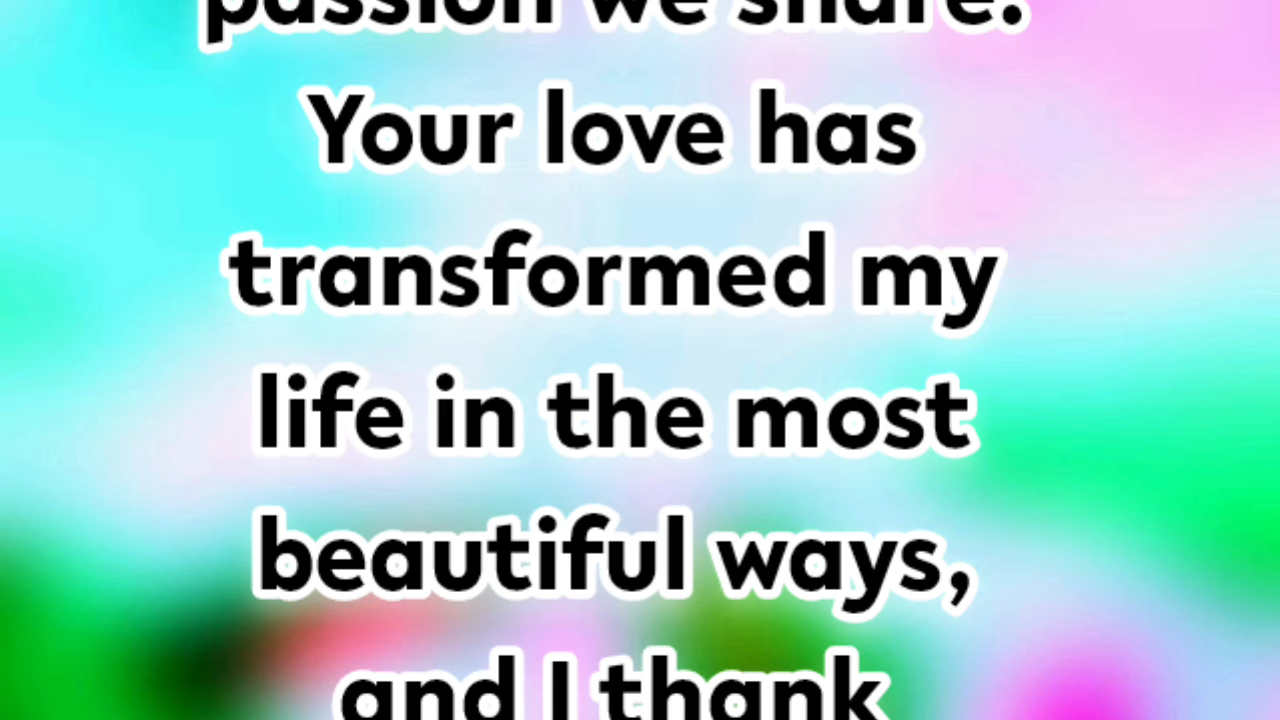 passion we share.
Your love has
transformed my
life in the most
beautiful ways,
and I thank